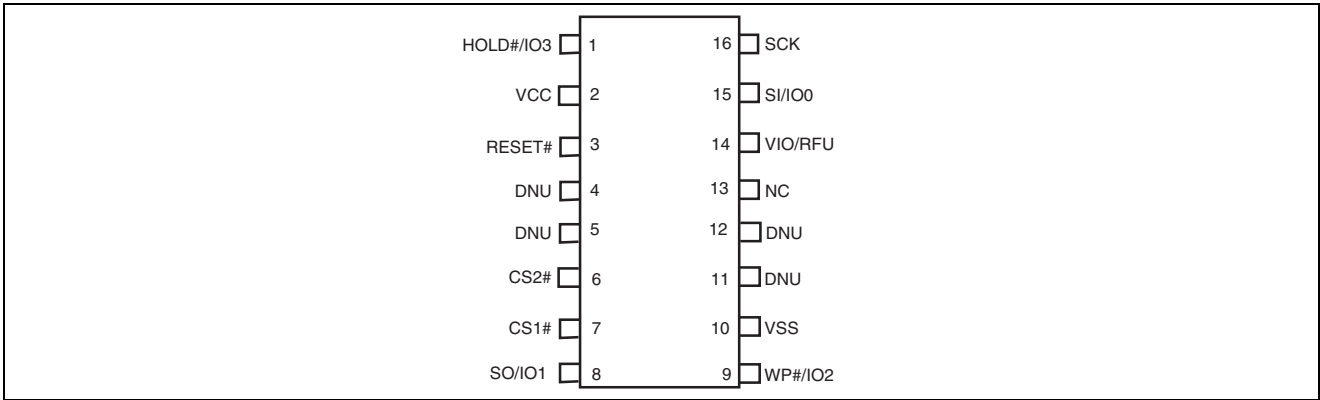 HOLD#/IO3 1 16 SCK
VCC 2 15 SI/IO0
RESET# 3 14 VIO/RFU
DNU 4 13 NC
DNU 5 12 DNU
CS2# 6 11 DNU
CS1# 7 10 VSS
SO/IO1 8 9 WP#/IO2